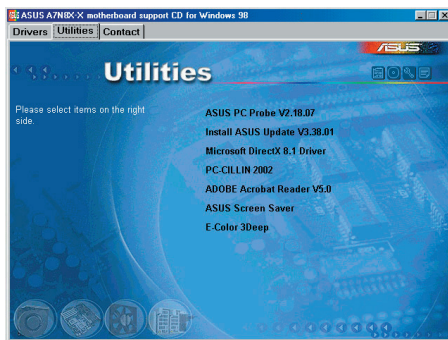 ASUS A7N8X-X motherboard support CD for Windows 98
Drivers Utilities Contact
ASUS
Utilities
Please select items on the right
side.
ASUS PC Probe V2.18.07
Install ASUS Update V3.38.01
Microsoft DirectX 8.1 Driver
PC-CILLIN 2002
ADOBE Acrobat Reader V5.0
ASUS Screen Saver
E-Color 3Deep